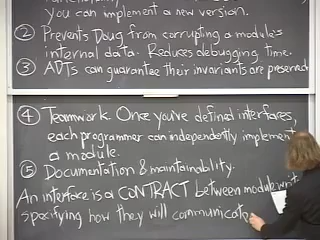 you can implement a new version.
② Prevents Doug from corrupting a module's
internal data. Reduces debugging time.
③ ADTs can guarantee their invariants are preserved
④ Teamwork. Once you've defined interfaces,
each programmer can independently implement
a module.
⑤ Documentation & maintainability.
An interface is a CONTRACT between module
specifying how they will communicate